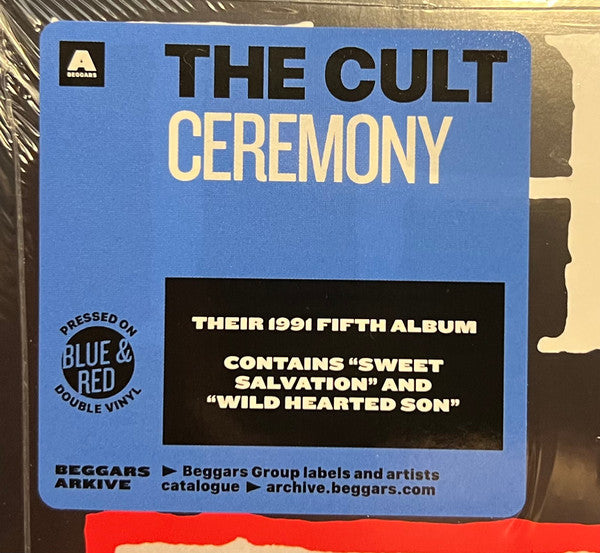 A
BEGGARS
THE CULT
CEREMONY
THEIR 1991 FIFTH ALBUM
CONTAINS "SWEET
SALVATION" AND
"WILD HEARTED SON"
PRESSED ON
BLUE &
RED
DOUBLE VINYL
BEGGARS ► Beggars Group labels and artists
ARKIVE catalogue ► archive.beggars.com